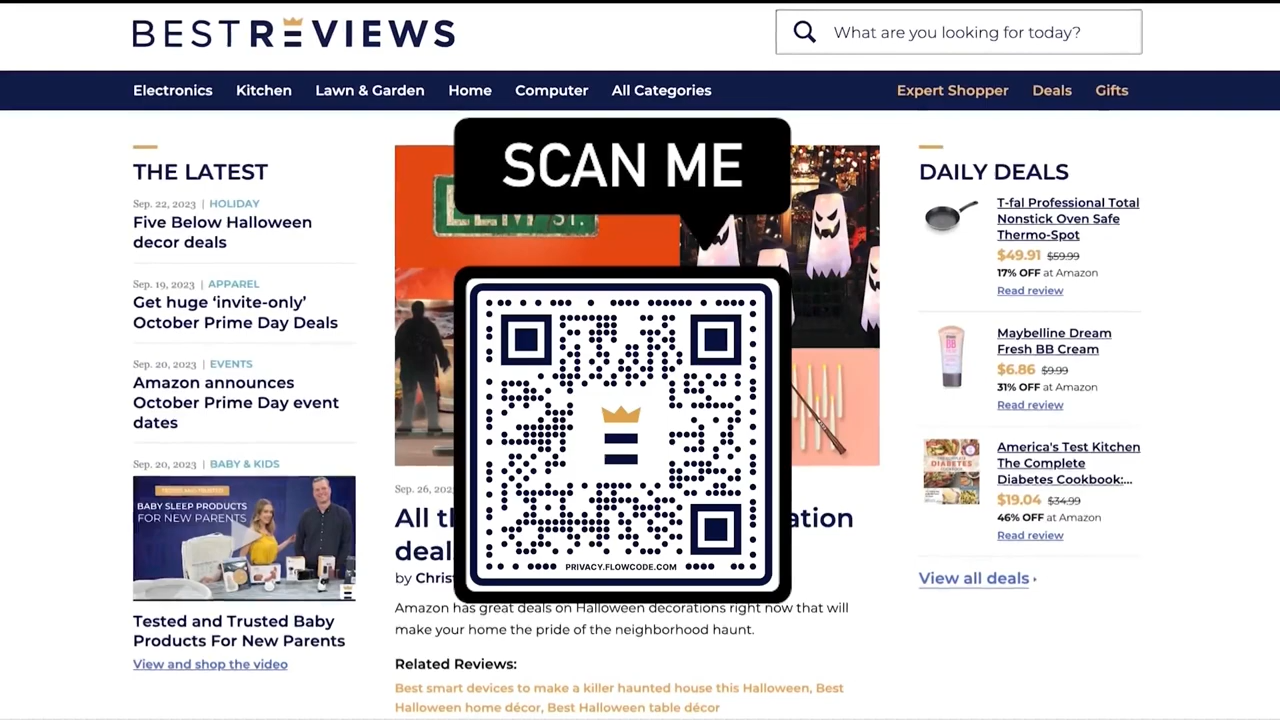 BESTREVIEWS
What are you looking for today?
Electronics Kitchen Lawn & Garden Home Computer All Categories Expert Shopper Deals Gifts
SCAN ME
PRIVACY.FLOWCODE.COM
THE LATEST
Sep. 22, 2023 | HOLIDAY
Five Below Halloween
decor deals
Sep. 19, 2023 | APPAREL
Get huge ‘invite-only’
October Prime Day Deals
Sep. 20, 2023 | EVENTS
Amazon announces
October Prime Day event
dates
Sep. 20, 2023 | BABY & KIDS
TESTED AND TRUSTED
BABY SLEEP PRODUCTS
FOR NEW PARENTS
Tested and Trusted Baby
Products For New Parents
View and shop the video
ST.
Sep. 26,
All
by
Amazon has great deals on Halloween decorations right now that will
make your home the pride of the neighborhood haunt.
Related Reviews:
Best smart devices to make a killer haunted house this Halloween, Best
Halloween home décor, Best Halloween table décor
DAILY DEALS
T-fal Professional Total
Nonstick Oven Safe
Thermo-Spot
$49.91 $59.99
17% OFF at Amazon
Read review
Maybelline Dream
Fresh BB Cream
$6.86 $9.99
31% OFF at Amazon
Read review
BB
DIABETES
America's Test Kitchen
The Complete
Diabetes Cookbook:...
$19.04 $34.99
46% OFF at Amazon
Read review
View all deals